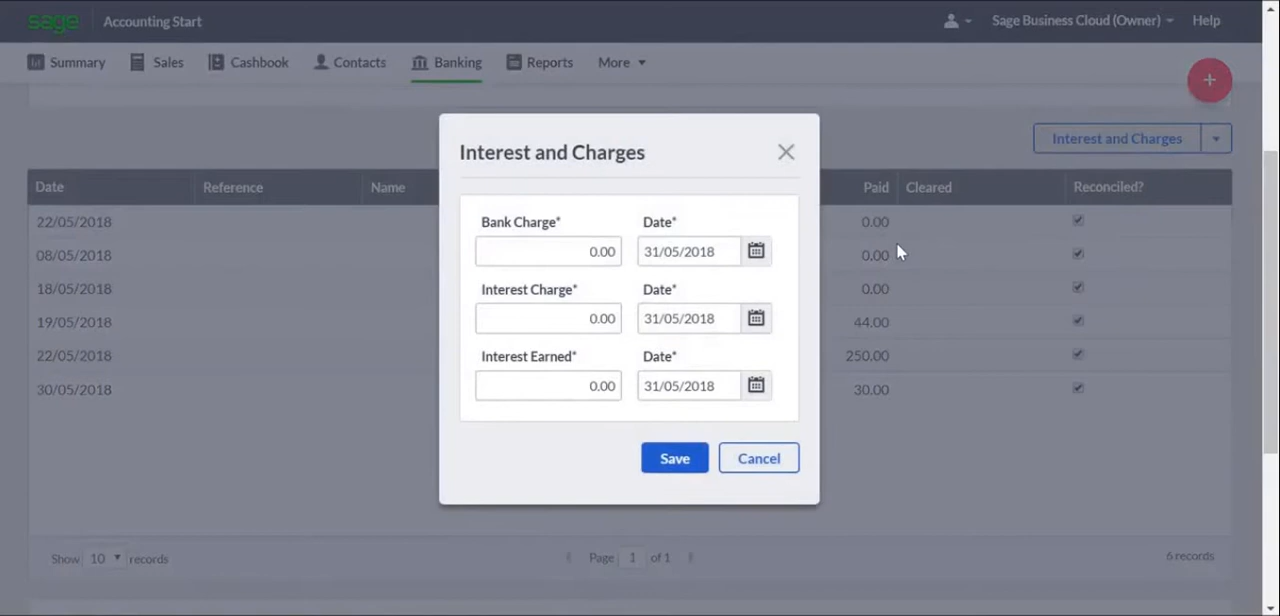 sage Accounting Start Sage Business Cloud (Owner) Help
Summary Sales Cashbook Contacts Banking Reports More
+
Interest and Charges
Interest and Charges
Date Reference Name Paid Cleared Reconciled?
Bank Charge* Date*
22/05/2018 0.00
0.00 31/05/2018
08/05/2018 0.00
Interest Charge* Date*
18/05/2018 0.00
0.00 31/05/2018
19/05/2018 44.00
Interest Earned* Date*
22/05/2018 250.00
0.00 31/05/2018
30/05/2018 30.00
Save Cancel
Show 10 records Page 1 of 1 6 records